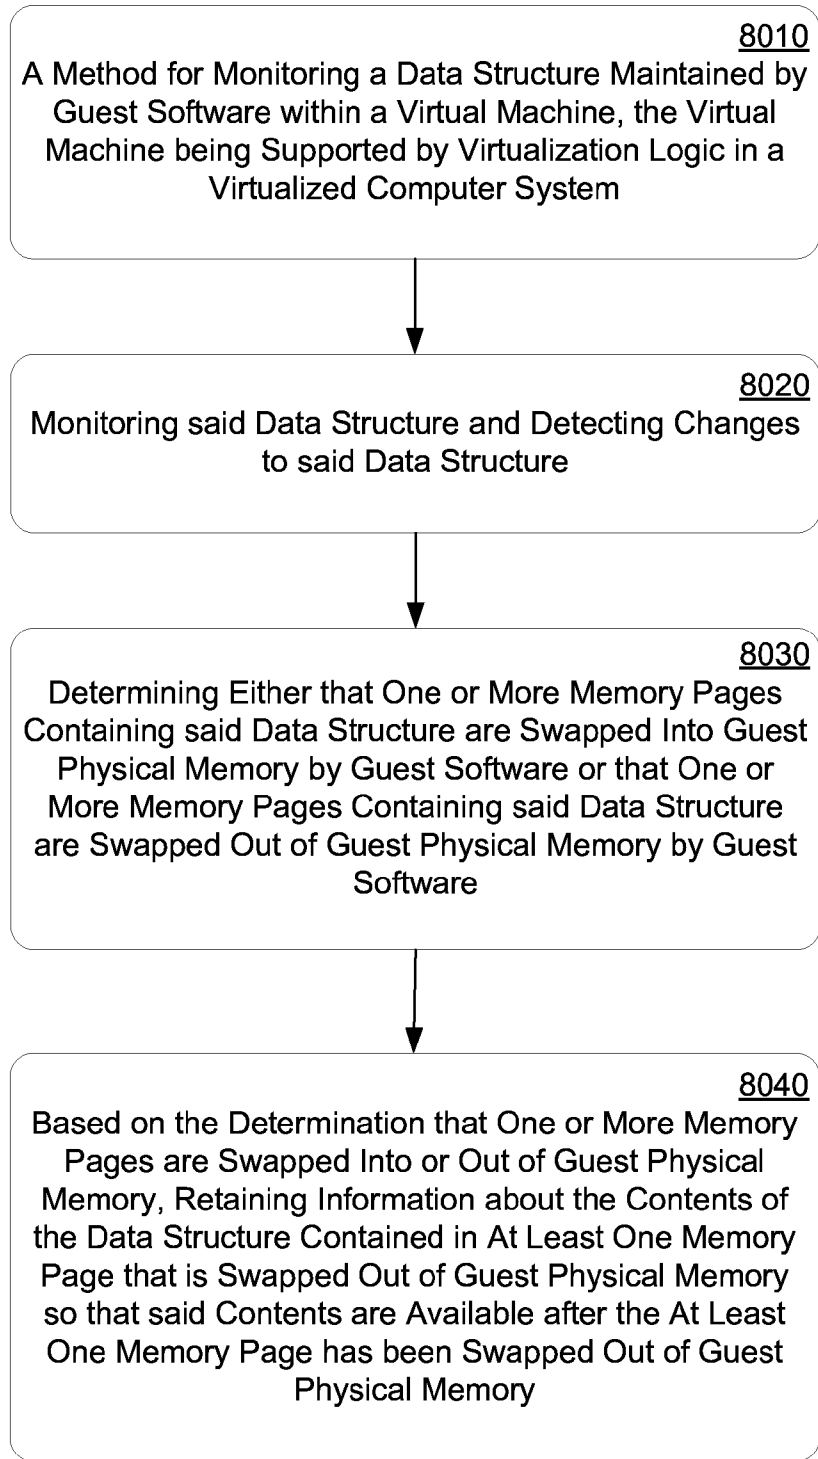 8010
A Method for Monitoring a Data Structure Maintained by
Guest Software within a Virtual Machine, the Virtual
Machine being Supported by Virtualization Logic in a
Virtualized Computer System
8020
Monitoring said Data Structure and Detecting Changes
to said Data Structure
8030
Determining Either that One or More Memory Pages
Containing said Data Structure are Swapped Into Guest
Physical Memory by Guest Software or that One or
More Memory Pages Containing said Data Structure
are Swapped Out of Guest Physical Memory by Guest
Software
8040
Based on the Determination that One or More Memory
Pages are Swapped Into or Out of Guest Physical
Memory, Retaining Information about the Contents of
the Data Structure Contained in At Least One Memory
Page that is Swapped Out of Guest Physical Memory
so that said Contents are Available after the At Least
One Memory Page has been Swapped Out of Guest
Physical Memory